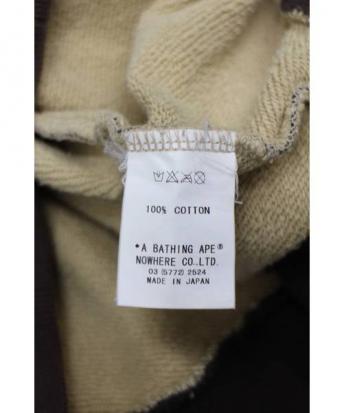 100% COTTON
*A BATHING APE®
NOWHERE CO.,LTD.
03 (5772) 2524
MADE IN JAPAN